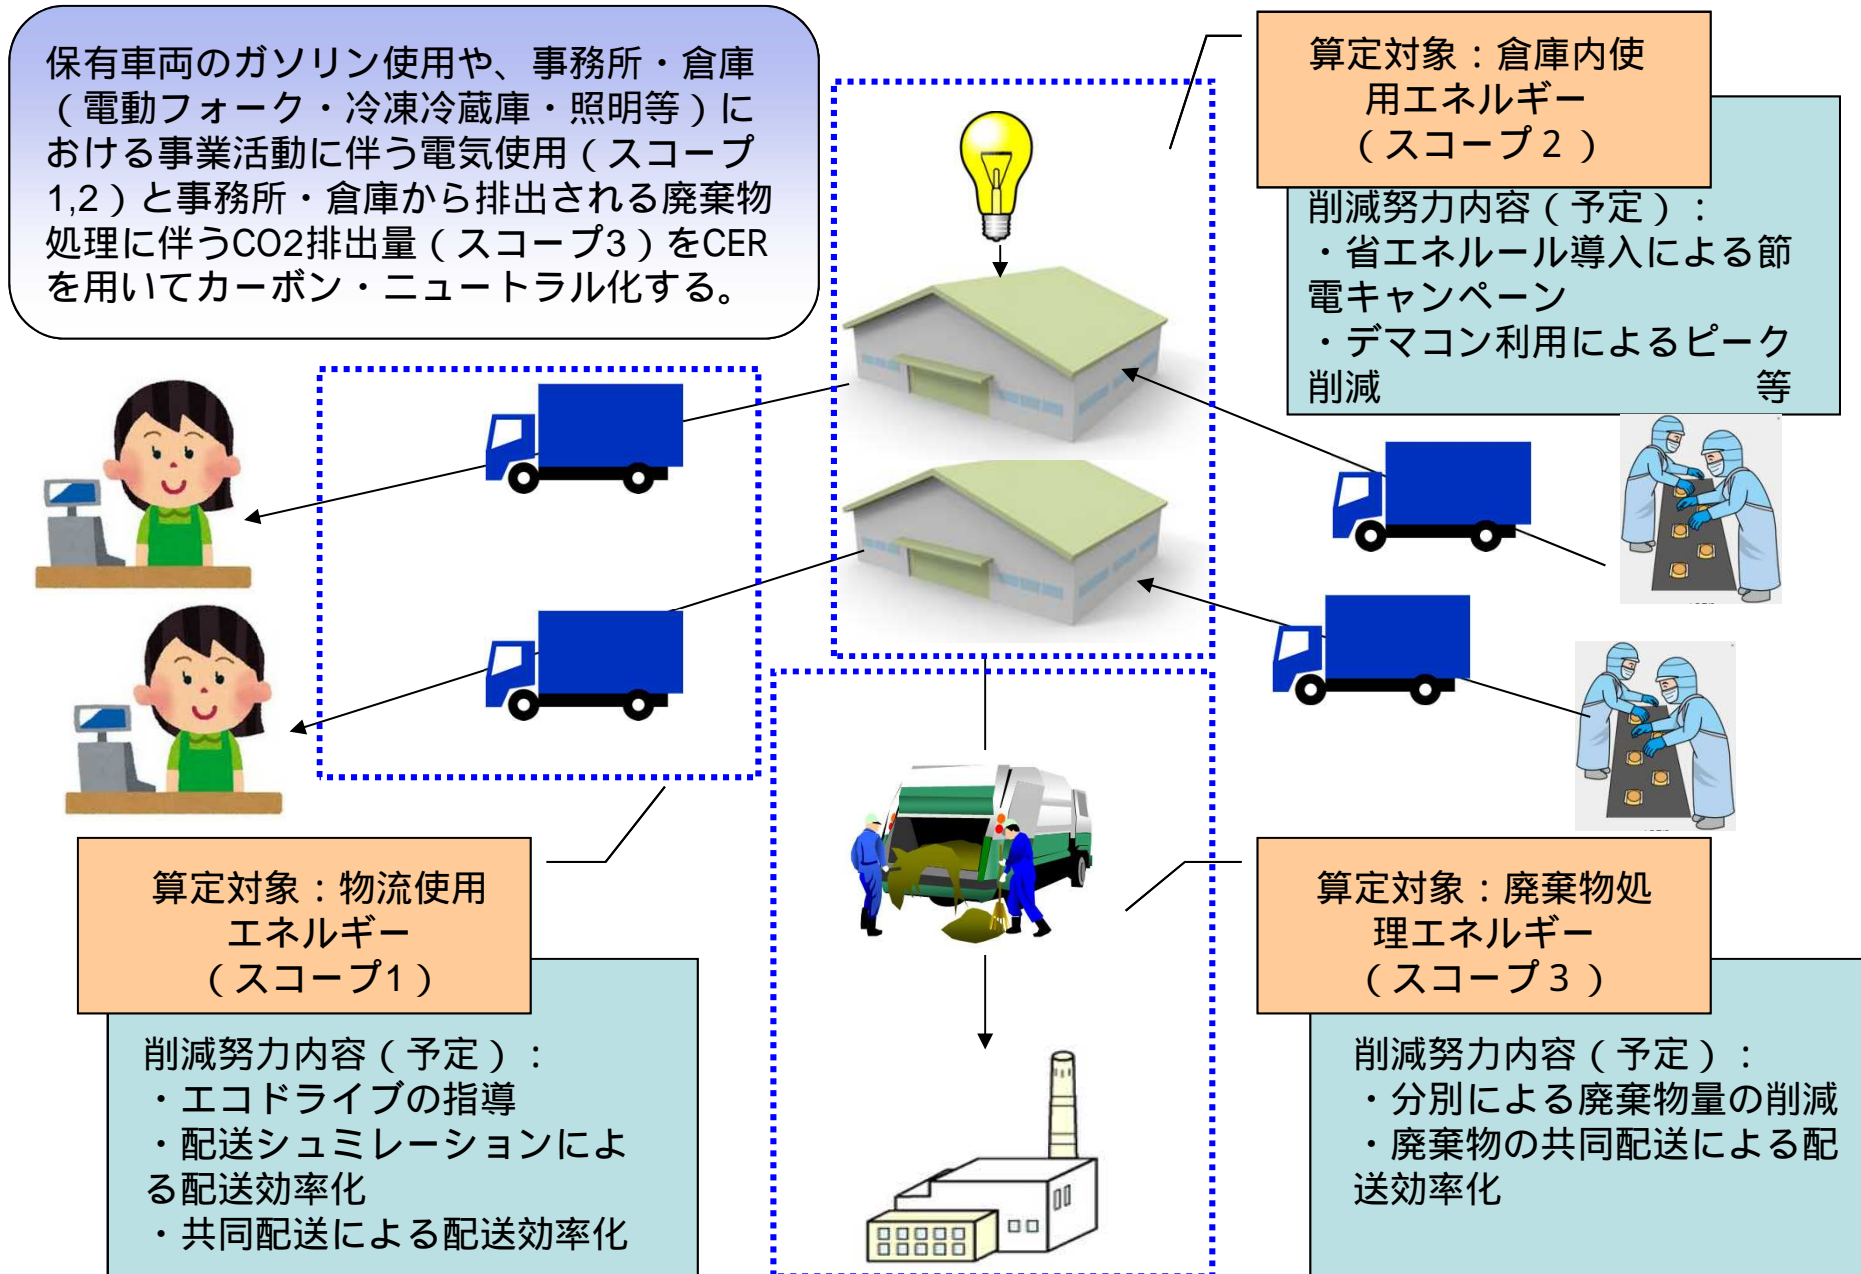 保有車両のガソリン使用や、事務所・倉庫
（電動フォーク・冷凍冷蔵庫・照明等）に
おける事業活動に伴う電気使用（スコープ
1,2）と事務所・倉庫から排出される廃棄物
処理に伴うCO2排出量（スコープ3）をCER
を用いてカーボン・ニュートラル化する。
算定対象：倉庫内使
用エネルギー
（スコープ２）
削減努力内容（予定）：
・省エネルール導入による節
電キャンペーン
・デマコン利用によるピーク
削減　等
算定対象：物流使用
エネルギー
（スコープ1）
削減努力内容（予定）：
・エコドライブの指導
・配送シュミレーションによ
る配送効率化
・共同配送による配送効率化
算定対象：廃棄物処
理エネルギー
（スコープ３）
削減努力内容（予定）：
・分別による廃棄物量の削減
・廃棄物の共同配送による配
送効率化